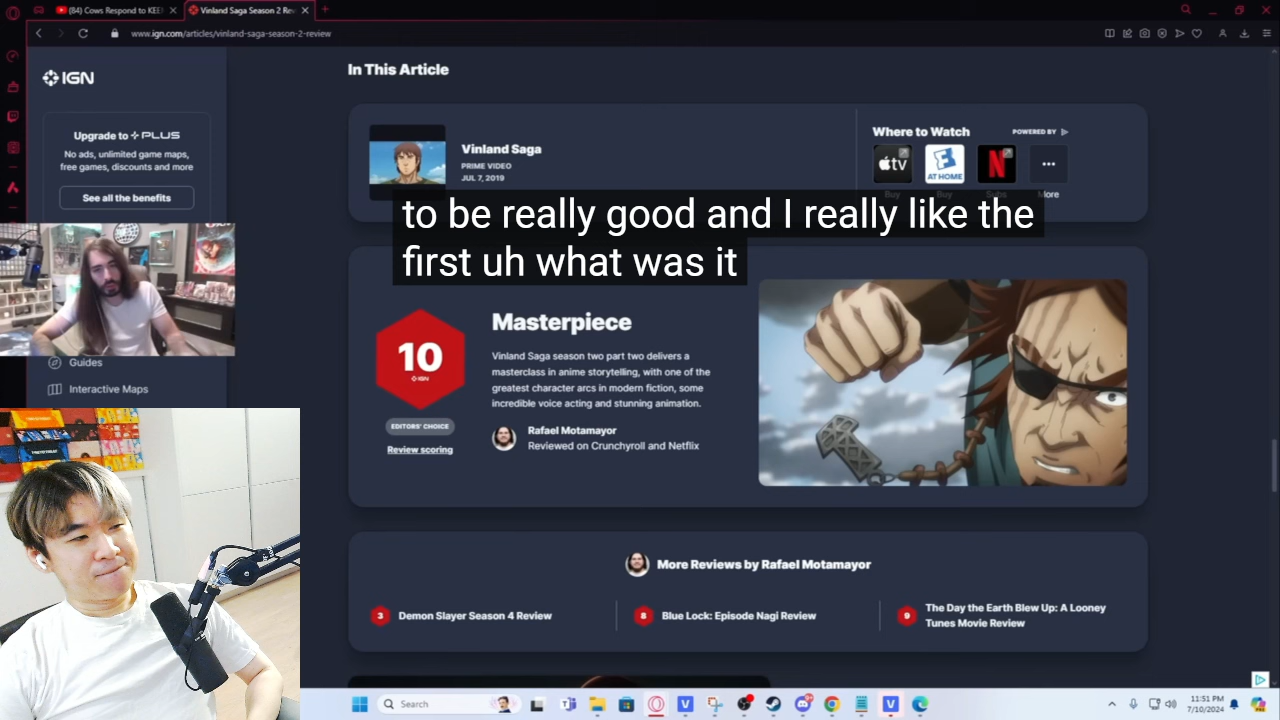 (84) Cows Respond to KEE
Vinland Saga Season 2 Re
www.ign.com/articles/vinland-saga-season-2-review
IGN
Upgrade to PLUS
No ads, unlimited game maps,
free games, discounts and more
See all the benefits
Guides
Interactive Maps
In This Article
Vinland Saga
PRIME VIDEO
JUL 7, 2019
Where to Watch
POWERED BY
tv
AT HOME
N
Buy
Buy
Subs
More
to be really good and I really like the
first uh what was it
10
IGN
EDITORS' CHOICE
Review scoring
Masterpiece
Vinland Saga season two part two delivers a
masterclass in anime storytelling, with one of the
greatest character arcs in modern fiction, some
incredible voice acting and stunning animation.
Rafael Motamayor
Reviewed on Crunchyroll and Netflix
More Reviews by Rafael Motamayor
3
Demon Slayer Season 4 Review
8
Blue Lock: Episode Nagi Review
9
The Day the Earth Blew Up: A Looney
Tunes Movie Review
Search
11:51 PM
7/10/2024